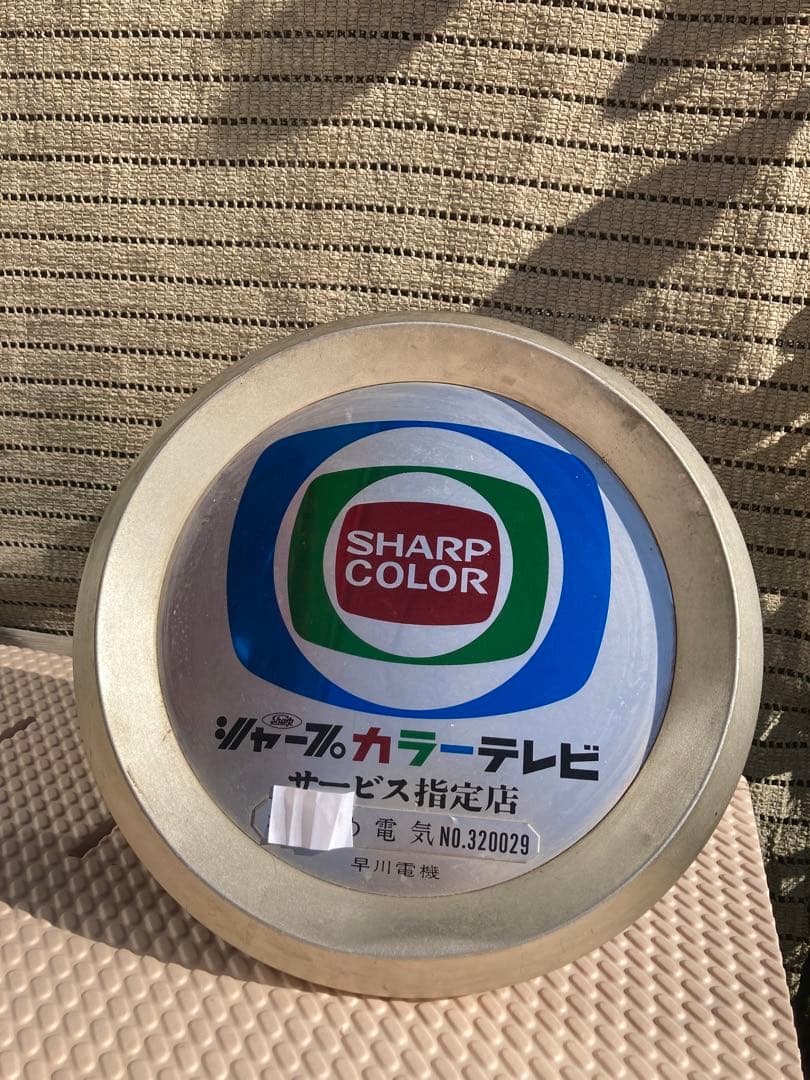 SHARP
COLOR
Sharp
シャープカラーテレビ
サービス指定店
電気 NO.320029
早川電機